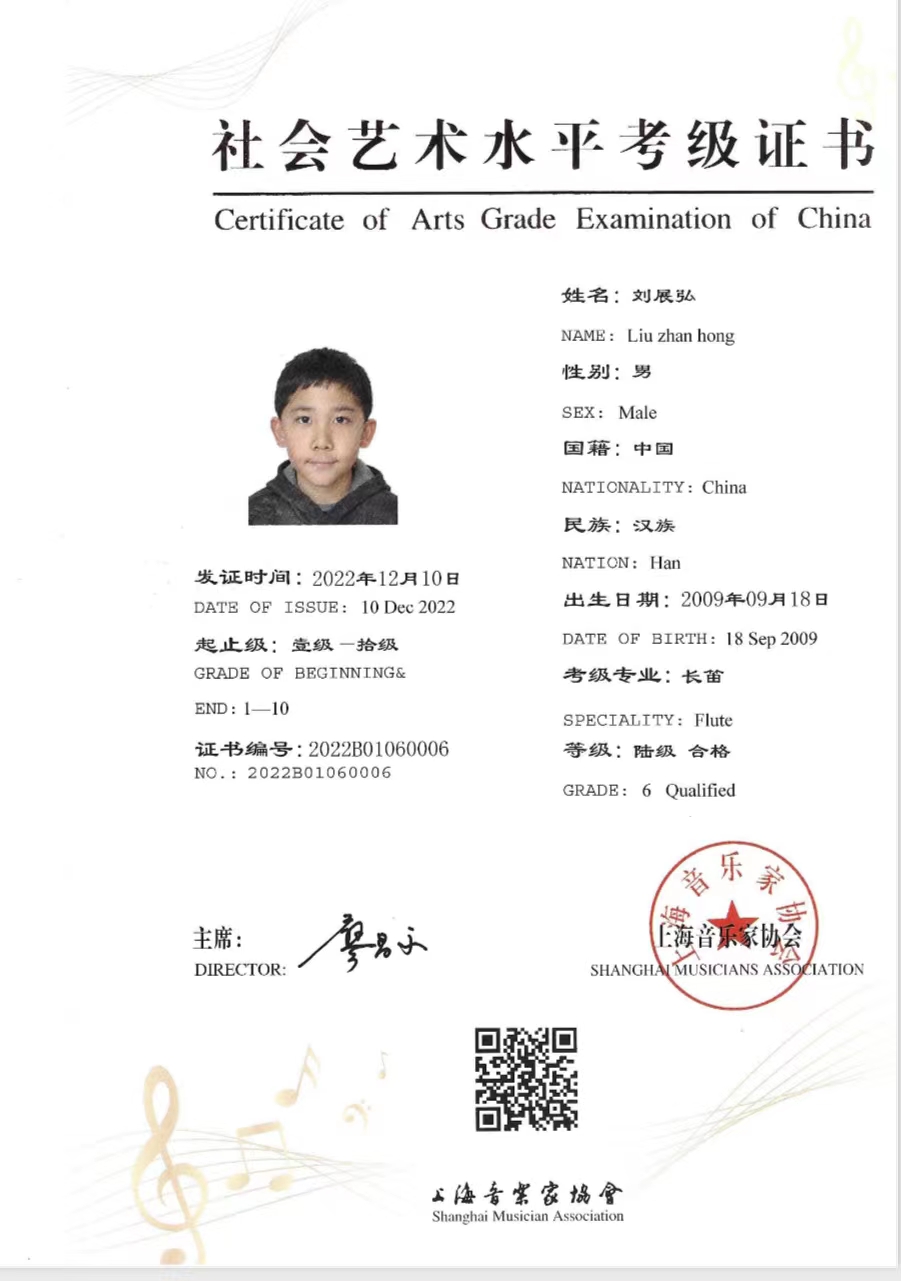 社会艺术水平考级证书
Certificate of Arts Grade Examination of China
姓名：刘展弘
NAME: Liu zhan hong
性别：男
SEX: Male
国籍：中国
NATIONALITY: China
民族：汉族
NATION: Han
出生日期：2009年09月18日
DATE OF BIRTH: 18 Sep 2009
考级专业：长笛
SPECIALITY: Flute
等级：陆级 合格
GRADE: 6 Qualified
发证时间：2022年12月10日
DATE OF ISSUE: 10 Dec 2022
起止级：壹级－拾级
GRADE OF BEGINNING&
END: 1—10
证书编号：2022B01060006
NO.: 2022B01060006
主席：
DIRECTOR:
廖昌永
上海音乐家协会
上海音乐家协会
SHANGHAI MUSICIANS ASSOCIATION
上海音樂家協會
Shanghai Musician Association